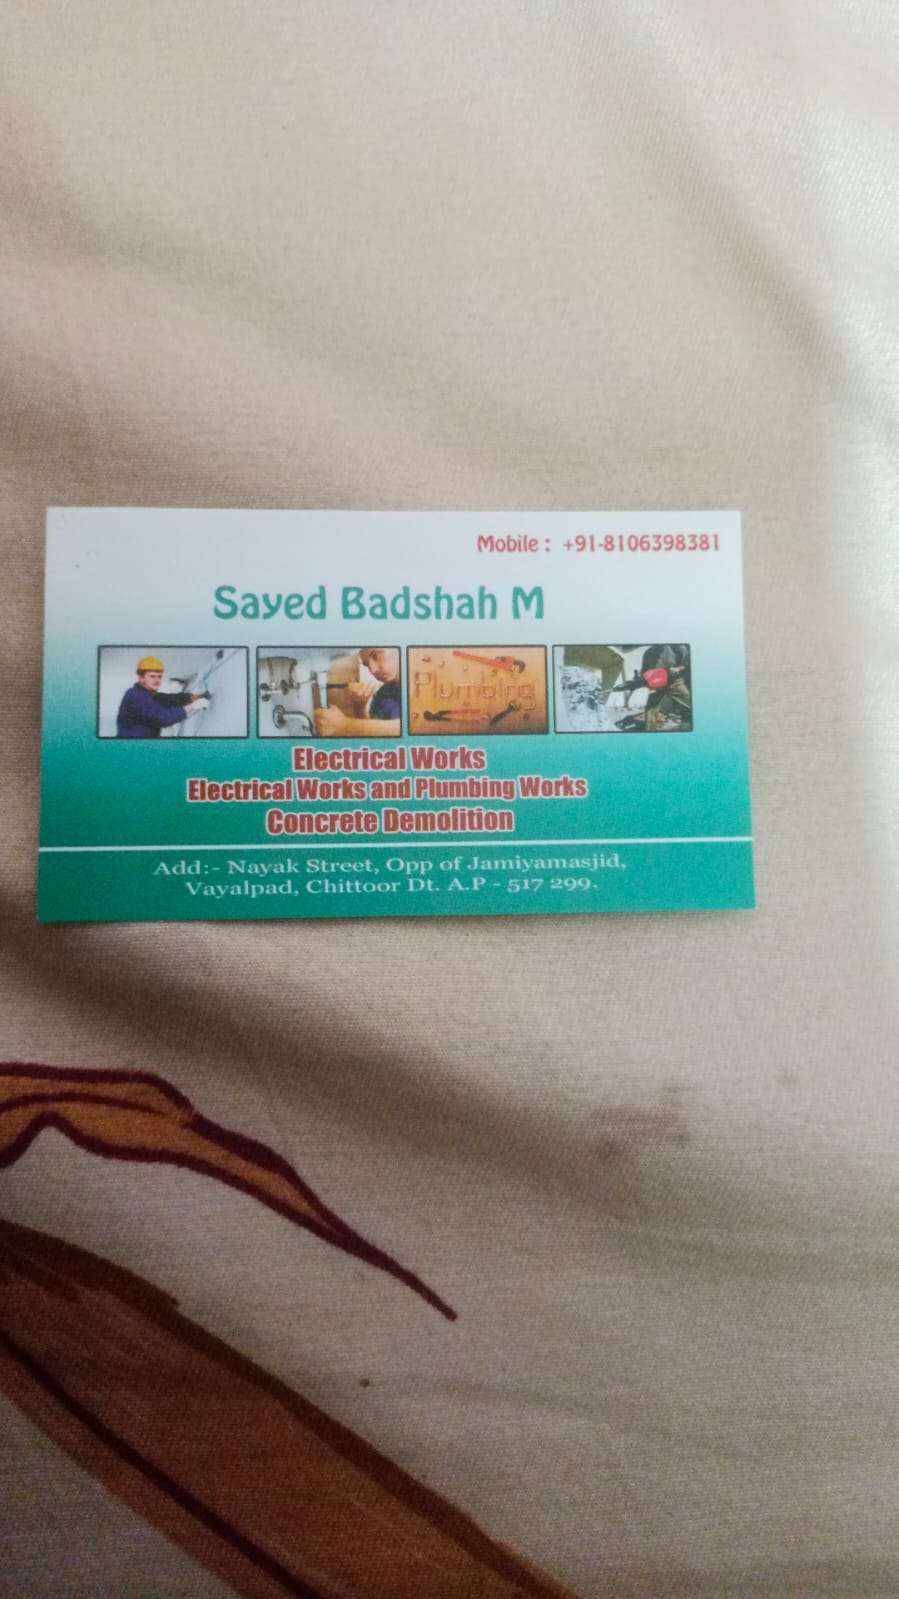 Mobile : +91-8106398381
Sayed Badshah M
Plumbing
Electrical Works
Electrical Works and Plumbing Works
Concrete Demolition
Add:- Nayak Street, Opp of Jamiyamasjid,
Vayalpad, Chittoor Dt. A.P - 517 299.